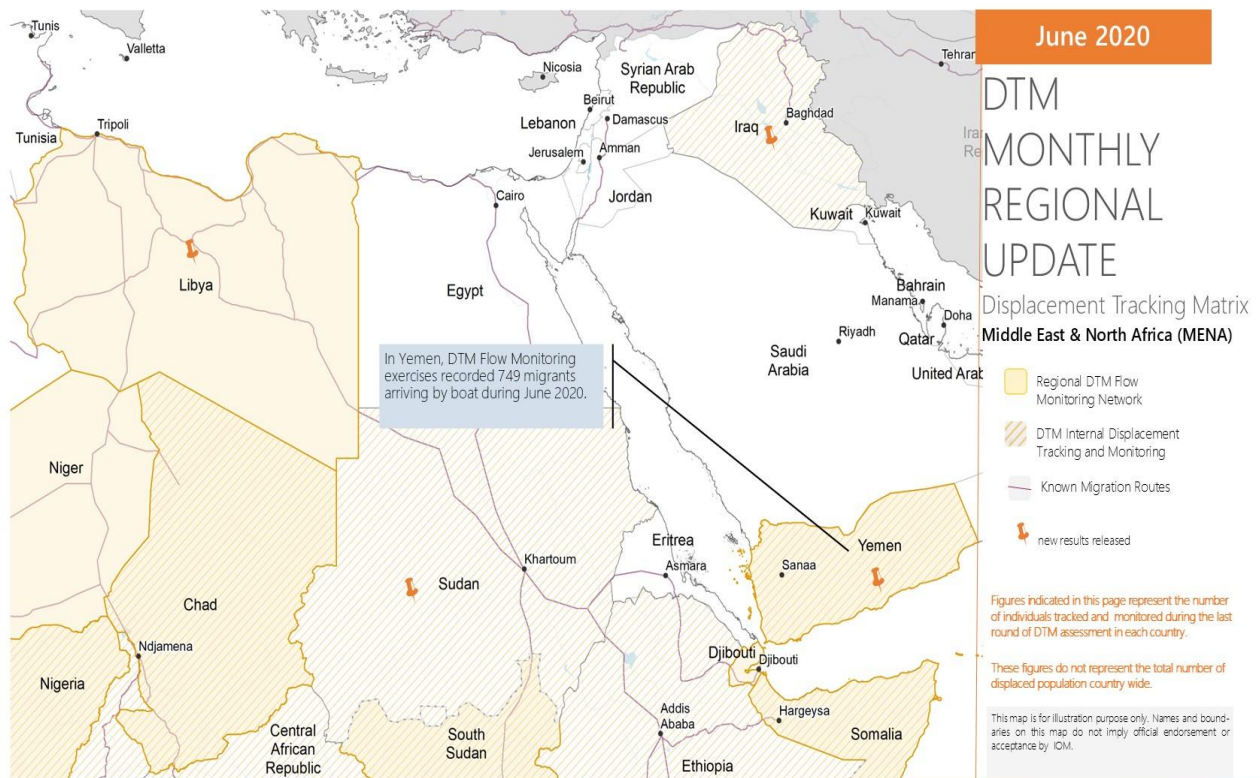 June 2020
DTM
MONTHLY
REGIONAL
UPDATE
Displacement Tracking Matrix
Middle East & North Africa (MENA)
Regional DTM Flow
Monitoring Network
DTM Internal Displacement
Tracking and Monitoring
Known Migration Routes
new results released
Figures indicated in this page represent the number
of individuals tracked and monitored during the last
round of DTM assessment in each country.
These figures do not represent the total number of
displaced population country wide.
This map is for illustration purpose only. Names and bound-
aries on this map do not imply official endorsement or
acceptance by IOM.
Tunis
Valletta
Nicosia
Syrian Arab
Republic
Tehran
Beirut
Lebanon
Damascus
Baghdad
Iraq
Iran
Re
Tunisia
Tripoli
Jerusalem
Amman
Jordan
Cairo
Kuwait
Kuwait
Libya
Egypt
Bahrain
Manama
Doha
Qatar
Riyadh
Saudi
Arabia
United Arab
In Yemen, DTM Flow Monitoring
exercises recorded 749 migrants
arriving by boat during June 2020.
Niger
Chad
Sudan
Khartoum
Eritrea
Asmara
Yemen
Sanaa
Ndjamena
Nigeria
Djibouti
Djibouti
Central
African
Republic
South
Sudan
Addis
Ababa
Hargeysa
Somalia
Ethiopia